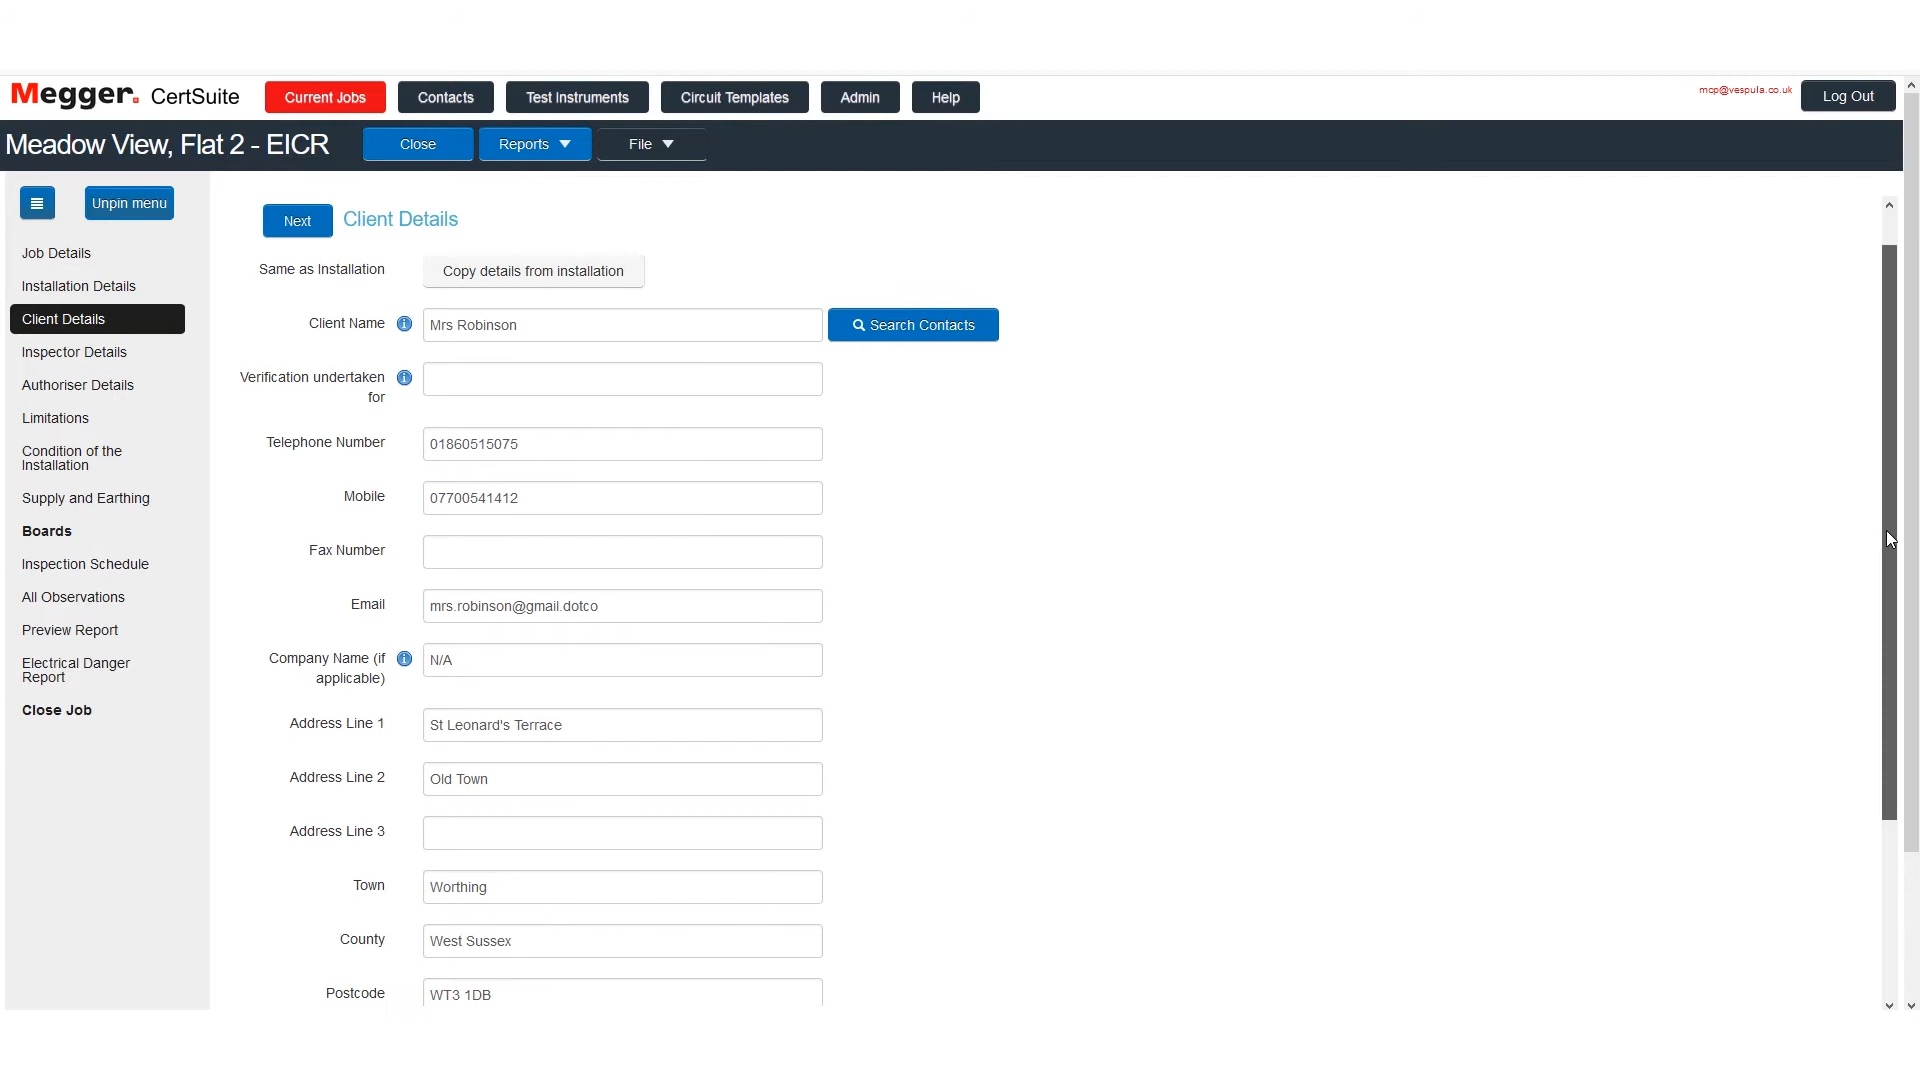 Megger. CertSuite Current Jobs Contacts Test Instruments Circuit Templates Admin Help mcp@vespula.co.uk Log Out
Meadow View, Flat 2 - EICR Close Reports File
Unpin menu
Job Details
Installation Details
Client Details
Inspector Details
Authoriser Details
Limitations
Condition of the
Installation
Supply and Earthing
Boards
Inspection Schedule
All Observations
Preview Report
Electrical Danger
Report
Close Job
Next Client Details
Same as Installation Copy details from installation
Client Name Mrs Robinson Search Contacts
Verification undertaken
for
Telephone Number 01860515075
Mobile 07700541412
Fax Number
Email mrs.robinson@gmail.dotco
Company Name (if
applicable) N/A
Address Line 1 St Leonard's Terrace
Address Line 2 Old Town
Address Line 3
Town Worthing
County West Sussex
Postcode WT3 1DB